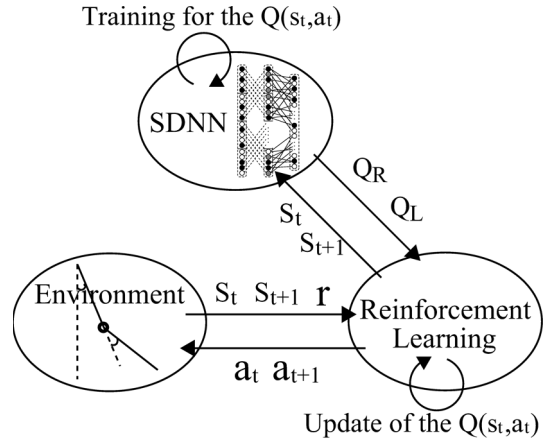 Training for the Q(st,at)
SDNN
QR
QL
St
St+1
Environment
St St+1 r
Reinforcement
Learning
at at+1
Update of the Q(st,at)